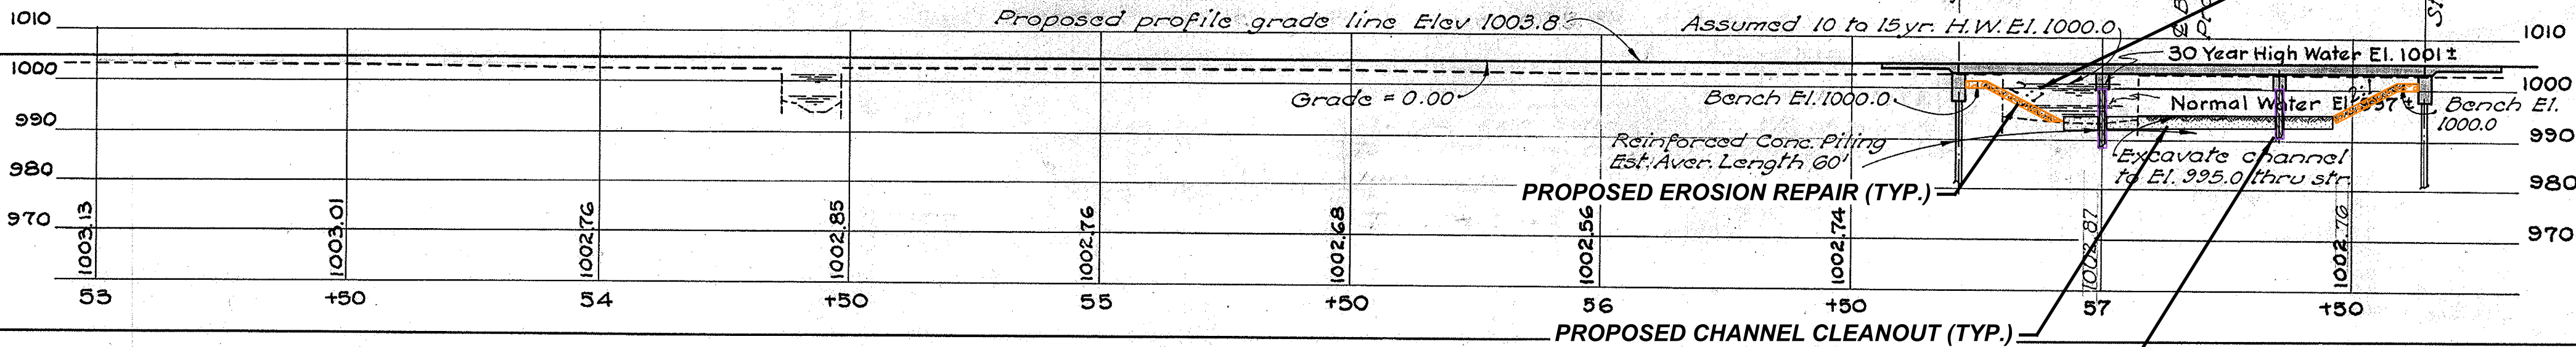 1010
1000
990
980
970
Proposed profile grade line Elev 1003.8
Assumed 10 to 15 yr. H.W. El. 1000.0
30 Year High Water El. 1001±
Grade = 0.00
Bench El. 1000.0
Normal Water El. 997±
Bench El.
1000.0
Reinforced Conc. Piling
Est. Aver. Length 60'
Excavate channel
to El. 995.0 thru str.
PROPOSED EROSION REPAIR (TYP.)
1010
1000
990
980
970
1003.13
1003.01
1002.76
1002.85
1002.76
1002.68
1002.56
1002.74
1002.87
1002.76
53
+50
54
+50
55
+50
56
+50
57
+50
PROPOSED CHANNEL CLEANOUT (TYP.)